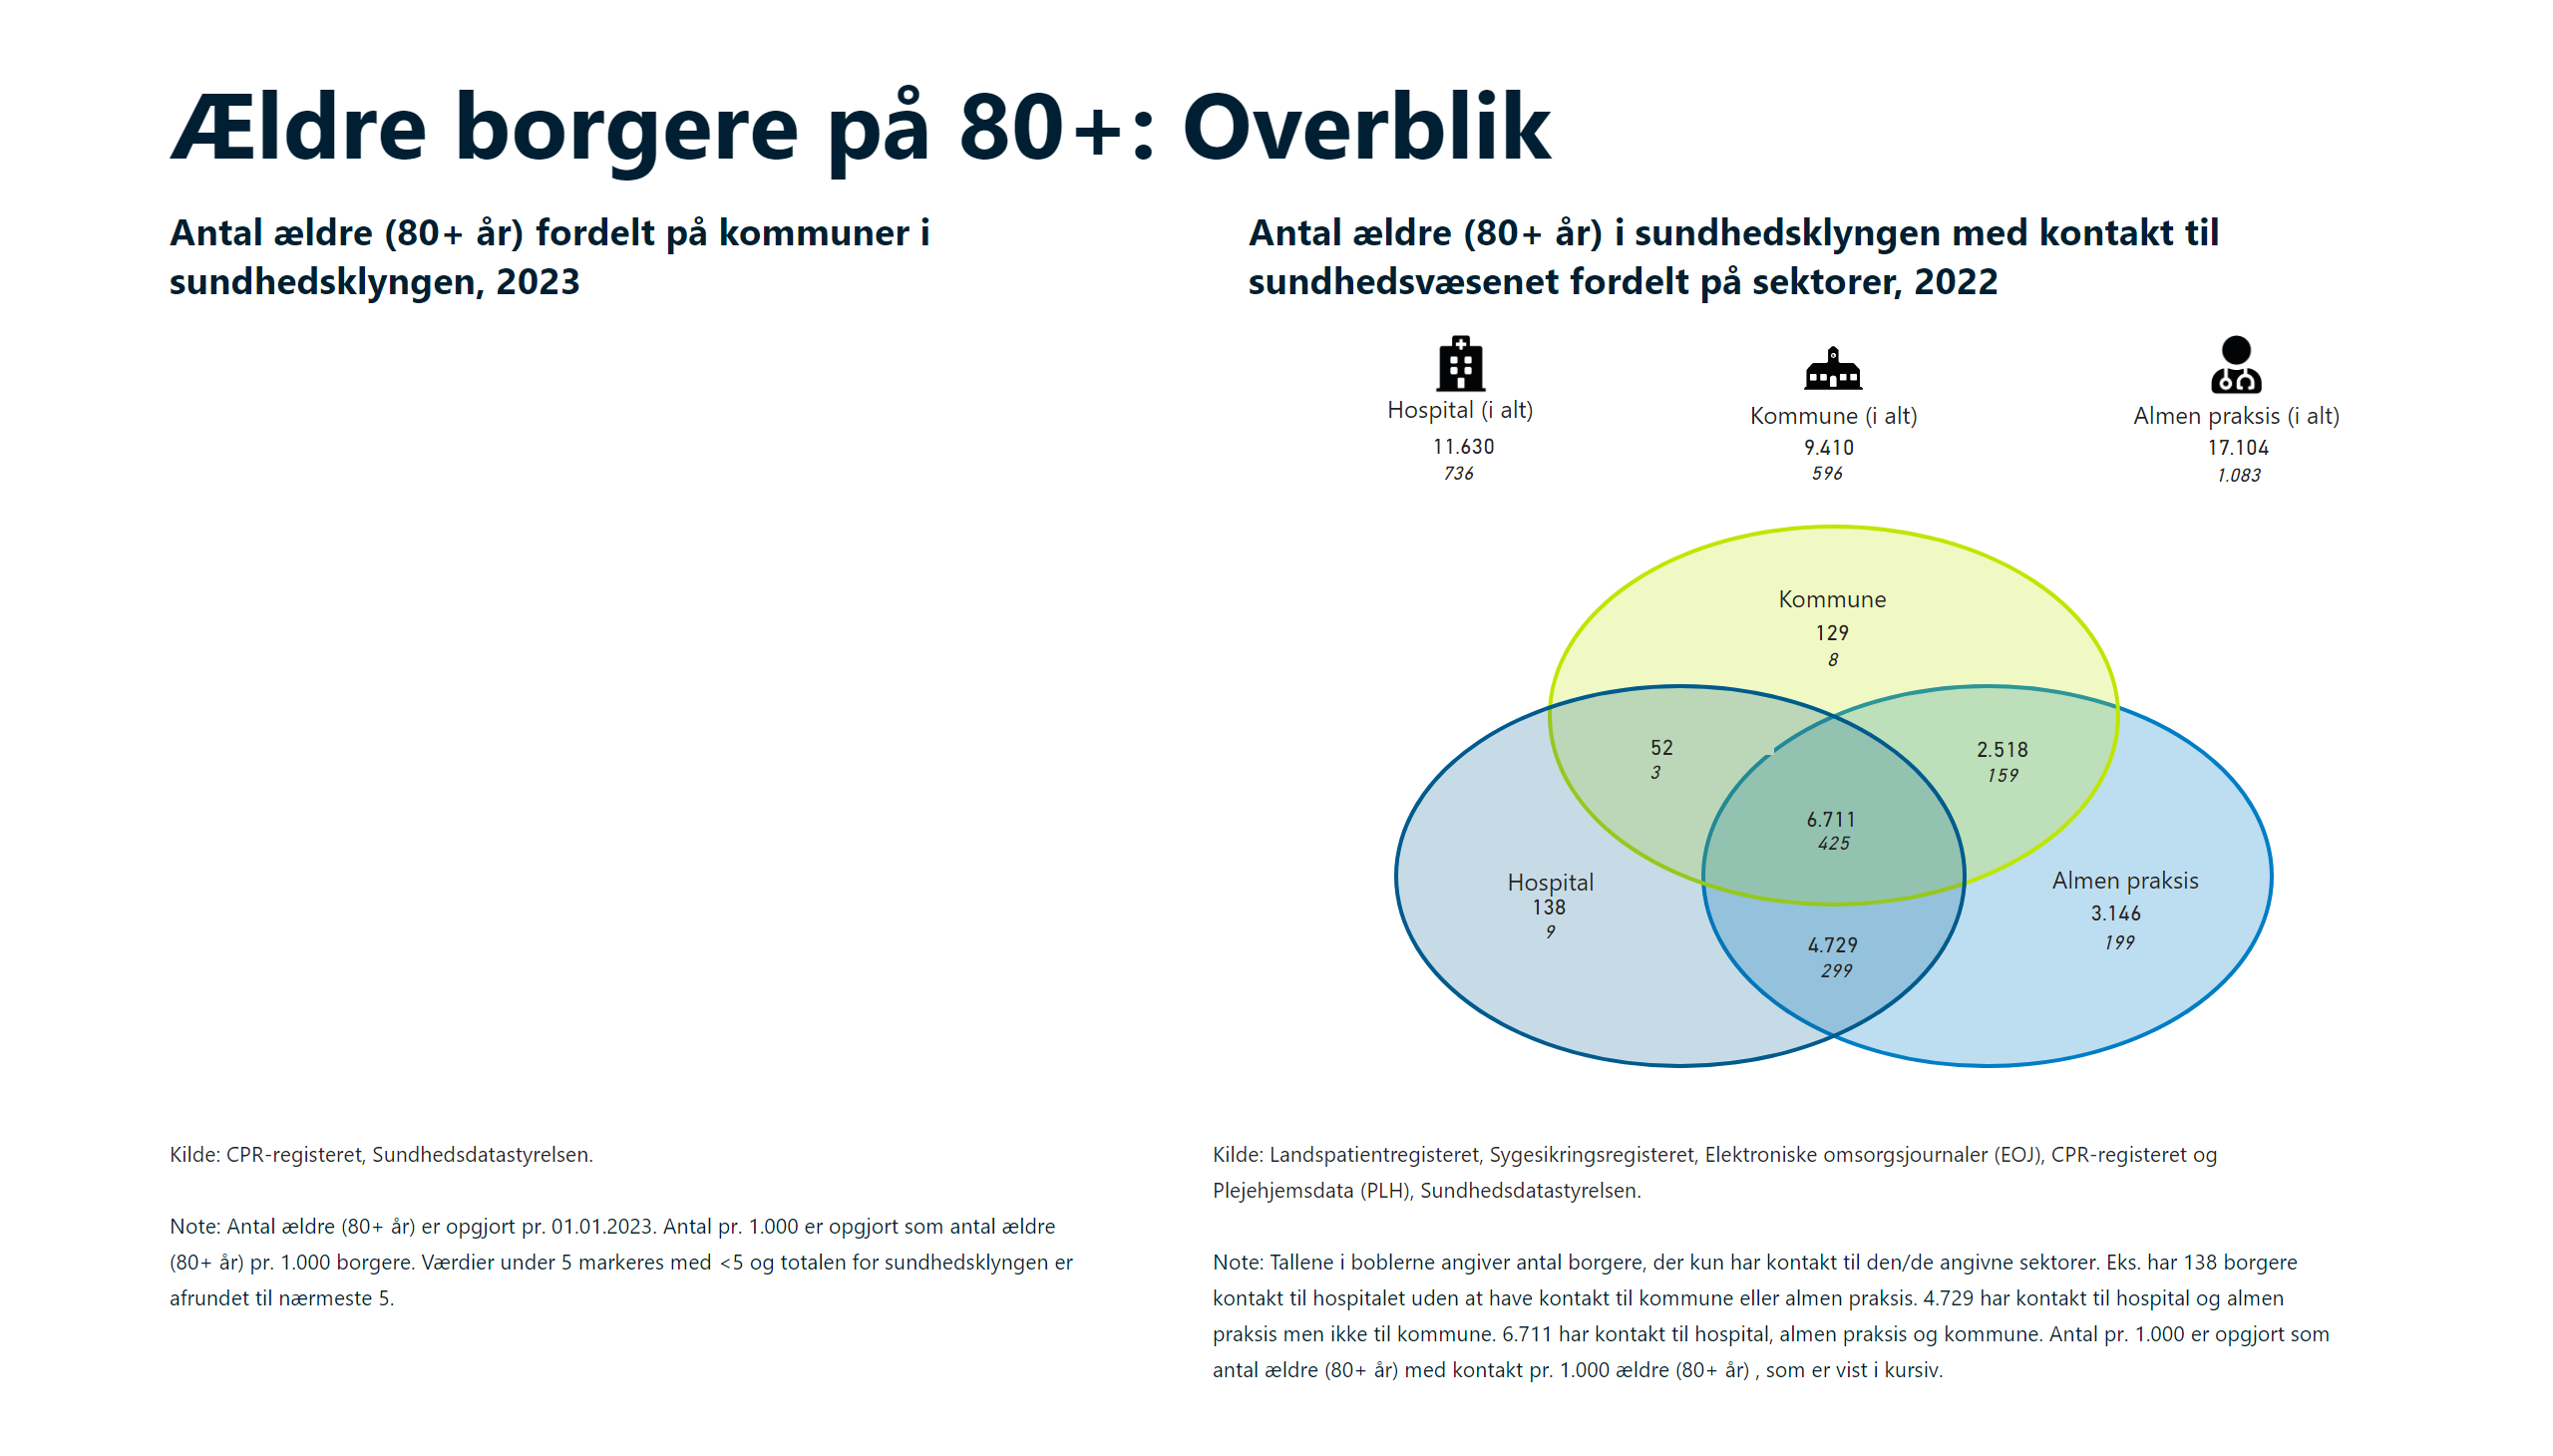 Ældre borgere på 80+: Overblik
Antal ældre (80+ år) fordelt på kommuner i
sundhedsklyngen, 2023
Antal ældre (80+ år) i sundhedsklyngen med kontakt til
sundhedsvæsenet fordelt på sektorer, 2022
Hospital (i alt)
11.630
736
Kommune (i alt)
9.410
596
Almen praksis (i alt)
17.104
1.083
Kommune
129
8
52
3
2.518
159
6.711
425
Hospital
138
9
Almen praksis
3.146
199
4.729
299
Kilde: CPR-registeret, Sundhedsdatastyrelsen.
Note: Antal ældre (80+ år) er opgjort pr. 01.01.2023. Antal pr. 1.000 er opgjort som antal ældre
(80+ år) pr. 1.000 borgere. Værdier under 5 markeres med <5 og totalen for sundhedsklyngen er
afrundet til nærmeste 5.
Kilde: Landspatientregisteret, Sygesikringsregisteret, Elektroniske omsorgsjournaler (EOJ), CPR-registeret og
Plejehjemsdata (PLH), Sundhedsdatastyrelsen.
Note: Tallene i boblerne angiver antal borgere, der kun har kontakt til den/de angivne sektorer. Eks. har 138 borgere
kontakt til hospitalet uden at have kontakt til kommune eller almen praksis. 4.729 har kontakt til hospital og almen
praksis men ikke til kommune. 6.711 har kontakt til hospital, almen praksis og kommune. Antal pr. 1.000 er opgjort som
antal ældre (80+ år) med kontakt pr. 1.000 ældre (80+ år) , som er vist i kursiv.